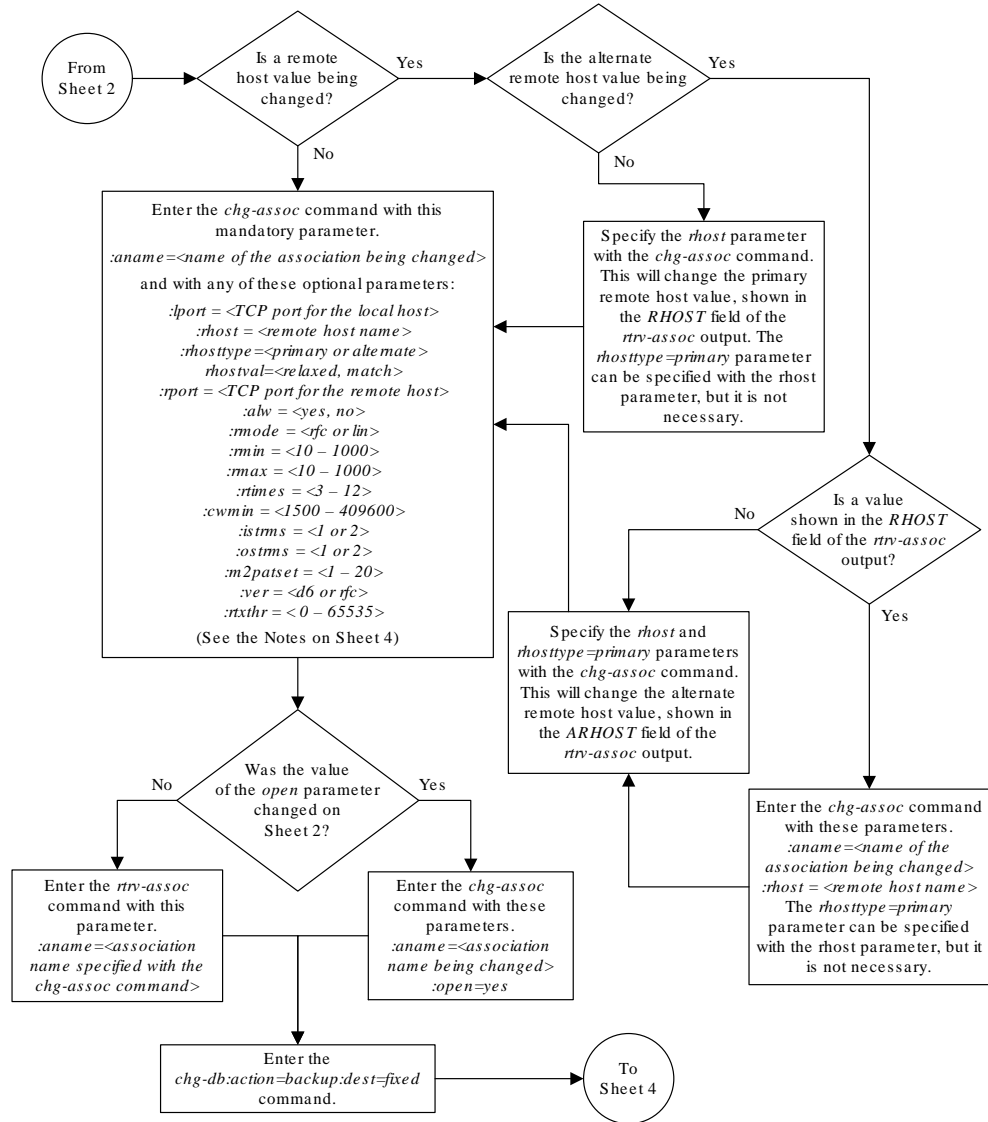 From
Sheet 2
Is a remote
host value being
changed?
Yes
No
Is the alternate
remote host value being
changed?
Yes
No
Enter the chg-assoc command with this
mandatory parameter.
:aname=<name of the association being changed>
and with any of these optional parameters:
:lport = <TCP port for the local host>
:rhost = <remote host name>
:rhosttype=<primary or alternate>
rhostval=<relaxed, match>
:rport = <TCP port for the remote host>
:alw = <yes, no>
:rmode = <rfc or lin>
:rmin = <10 – 1000>
:rmax = <10 – 1000>
:rtimes = <3 – 12>
:cwmin = <1500 – 409600>
:istrms = <1 or 2>
:ostrms = <1 or 2>
:m2patset = <1 – 20>
:ver = <d6 or rfc>
:rtxthr = < 0 – 65535>
(See the Notes on Sheet 4)
Specify the rhost parameter
with the chg-assoc command.
This will change the primary
remote host value, shown in
the RHOST field of the
rtrv-assoc output. The
rhosttype=primary parameter
can be specified with the rhost
parameter, but it is not
necessary.
Is a value
shown in the RHOST
field of the rtrv-assoc
output?
No
Yes
Specify the rhost and
rhosttype=primary parameters
with the chg-assoc command.
This will change the alternate
remote host value, shown in
the ARHOST field of the
rtrv-assoc output.
Enter the chg-assoc command
with these parameters.
:aname=<name of the
association being changed>
:rhost = <remote host name>
The rhosttype=primary
parameter can be specified
with the rhost parameter, but it
is not necessary.
Was the value
of the open parameter
changed on
Sheet 2?
No
Yes
Enter the rtrv-assoc
command with this
parameter.
:aname=<association
name specified with the
chg-assoc command>
Enter the chg-assoc
command with these
parameters.
:aname=<association
name being changed>
:open=yes
Enter the
chg-db:action=backup:dest=fixed
command.
To
Sheet 4